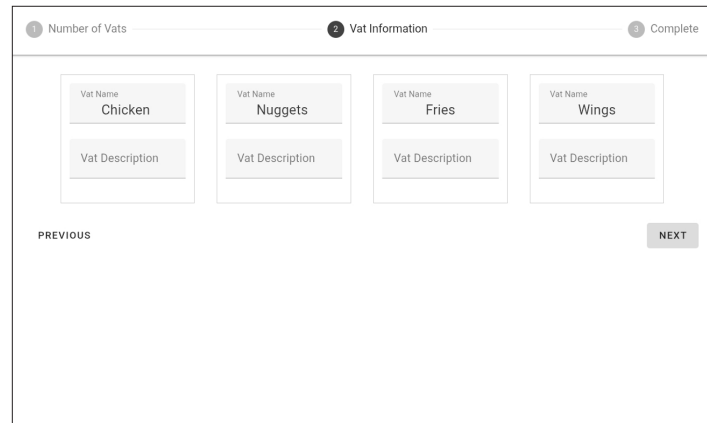 1 Number of Vats 2 Vat Information 3 Complete
Vat Name Vat Name Vat Name Vat Name
Chicken Nuggets Fries Wings
Vat Description Vat Description Vat Description Vat Description
PREVIOUS NEXT